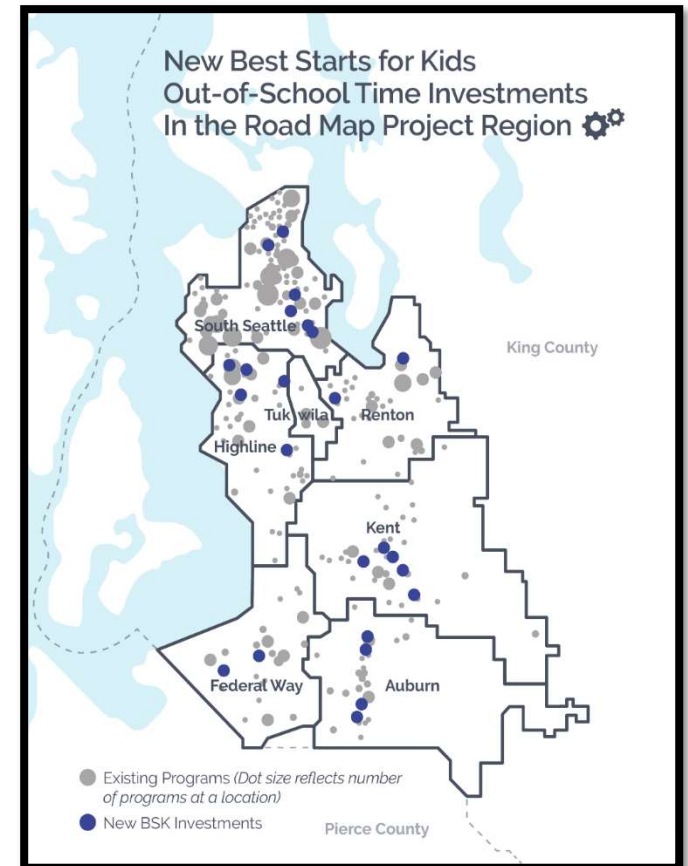 New Best Starts for Kids
Out-of-School Time Investments
In the Road Map Project Region
South Seattle
King County
Tukwila
Renton
Highline
Kent
Federal Way
Auburn
Existing Programs (Dot size reflects number
of programs at a location)
New BSK Investments
Pierce County